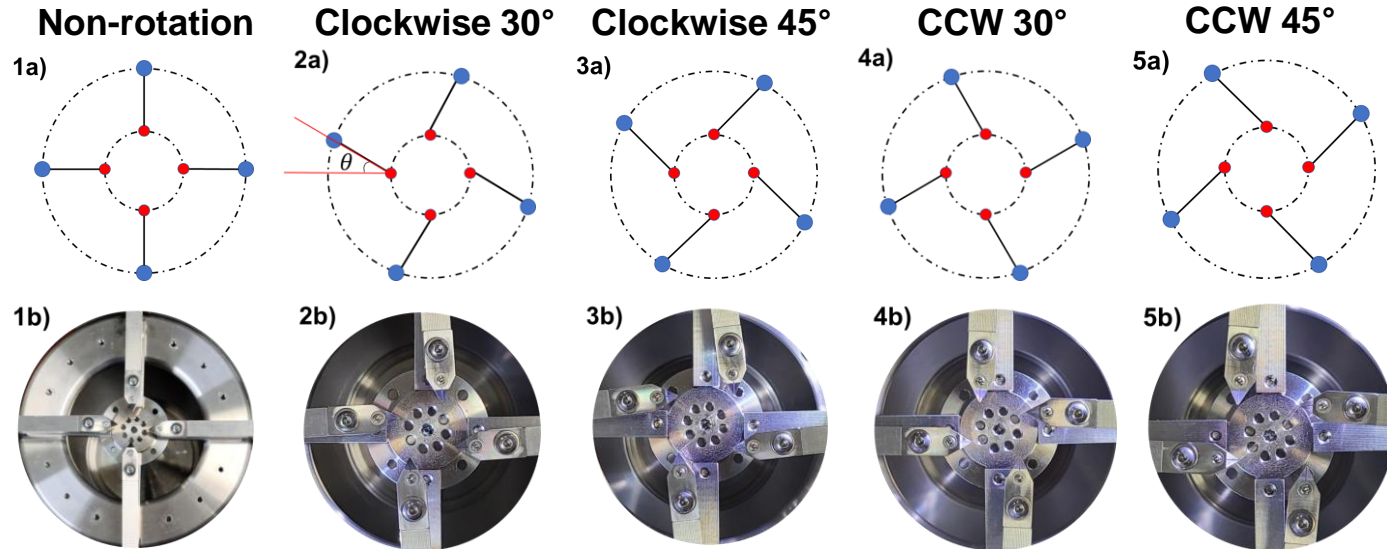 Non-rotation Clockwise 30° Clockwise 45° CCW 30° CCW 45°
1a) 2a) 3a) 4a) 5a)
θ
1b) 2b) 3b) 4b) 5b)